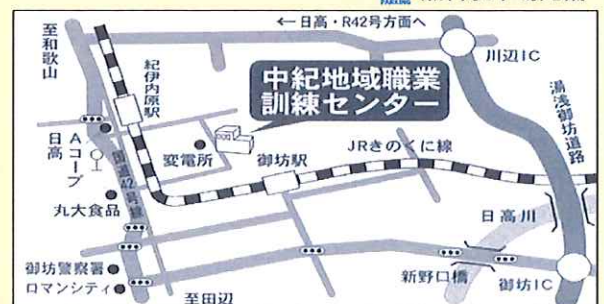 PARKING
←日高・R42号方面へ
至和歌山
紀伊内原駅
川辺IC
中紀地域職業
訓練センター
湯浅御坊道路
Aコープ
日高
国道42号線
変電所
御坊駅
JRきのくに線
丸大食品
日高川
御坊警察署
ロマンシティ
至田辺
新野口橋
御坊IC